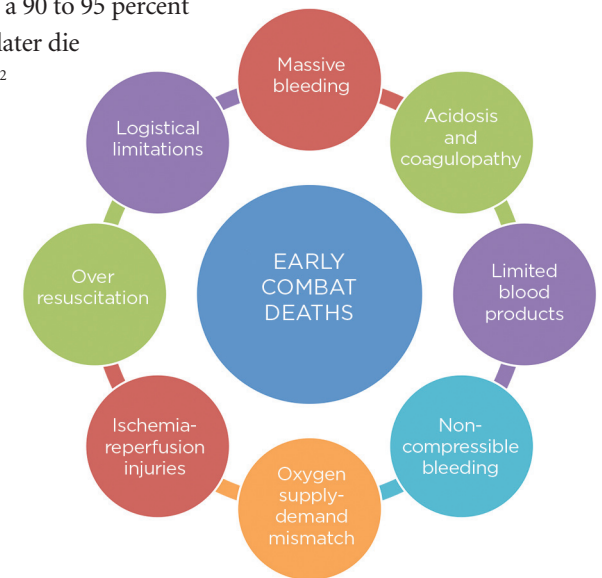 a 90 to 95 percent
later die
2
Massive
bleeding
Acidosis
and
coagulopathy
Limited
blood
products
Non-
compressible
bleeding
Oxygen
supply-
demand
mismatch
Ischemia-
reperfusion
injuries
Over
resuscitation
Logistical
limitations
EARLY
COMBAT
DEATHS